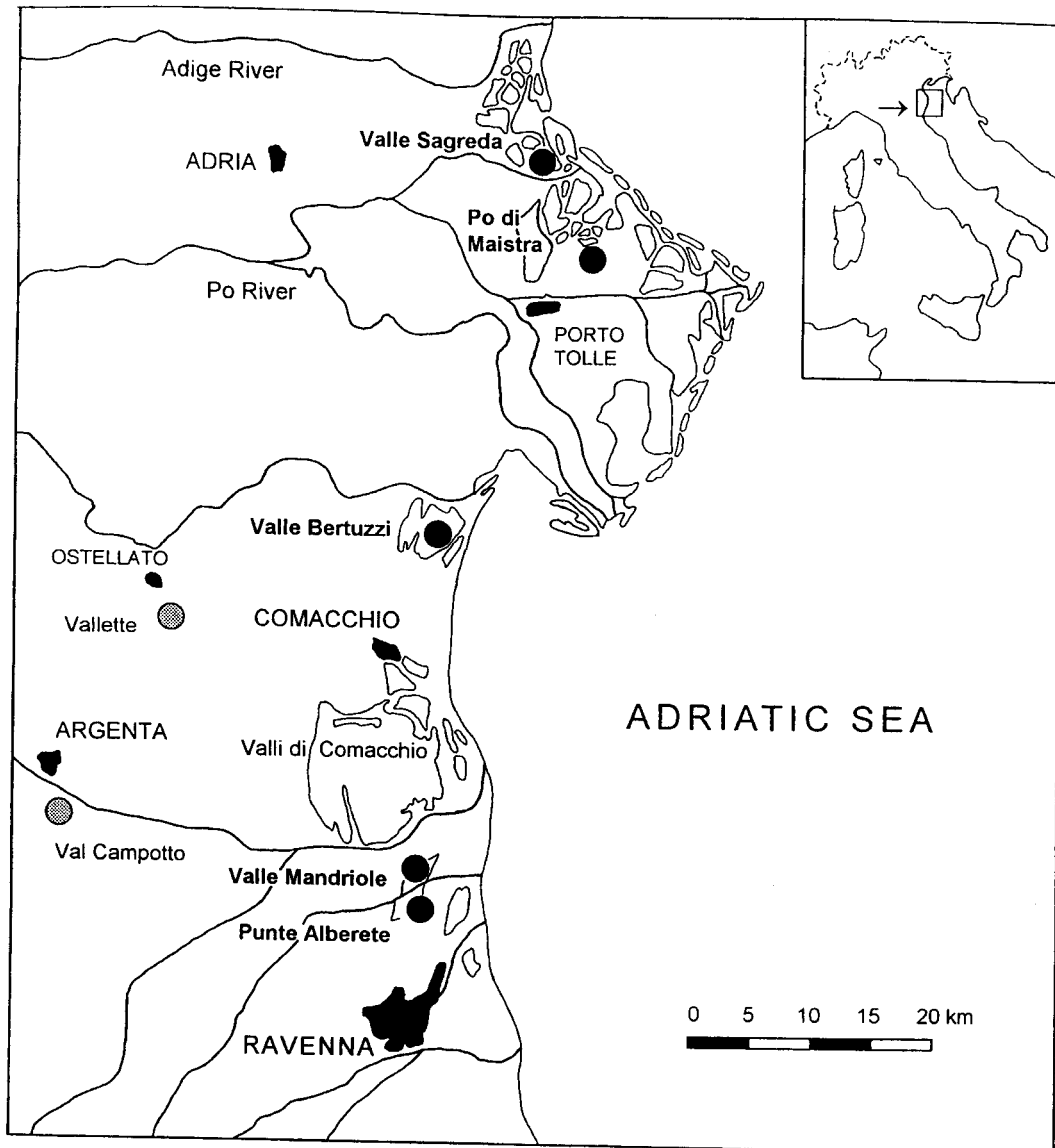 Adige River
Valle Sagreda
ADRIA
Po di
Maistra
Po River
PORTO
TOLLE
Valle Bertuzzi
OSTELLATO
Vallette
COMACCHIO
ADRIATIC SEA
ARGENTA
Valli di Comacchio
Val Campotto
Valle Mandriole
Punte Alberete
RAVENNA
0 5 10 15 20 km